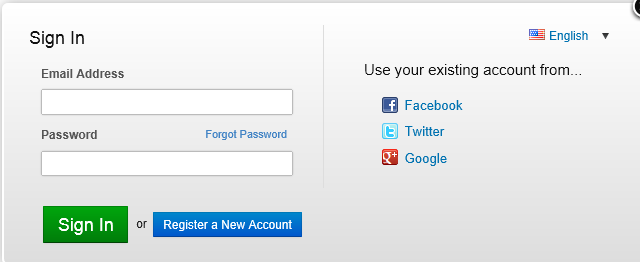 Sign In
English
Email Address
Use your existing account from...
Facebook
Password
Forgot Password
Twitter
Google
Sign In or Register a New Account